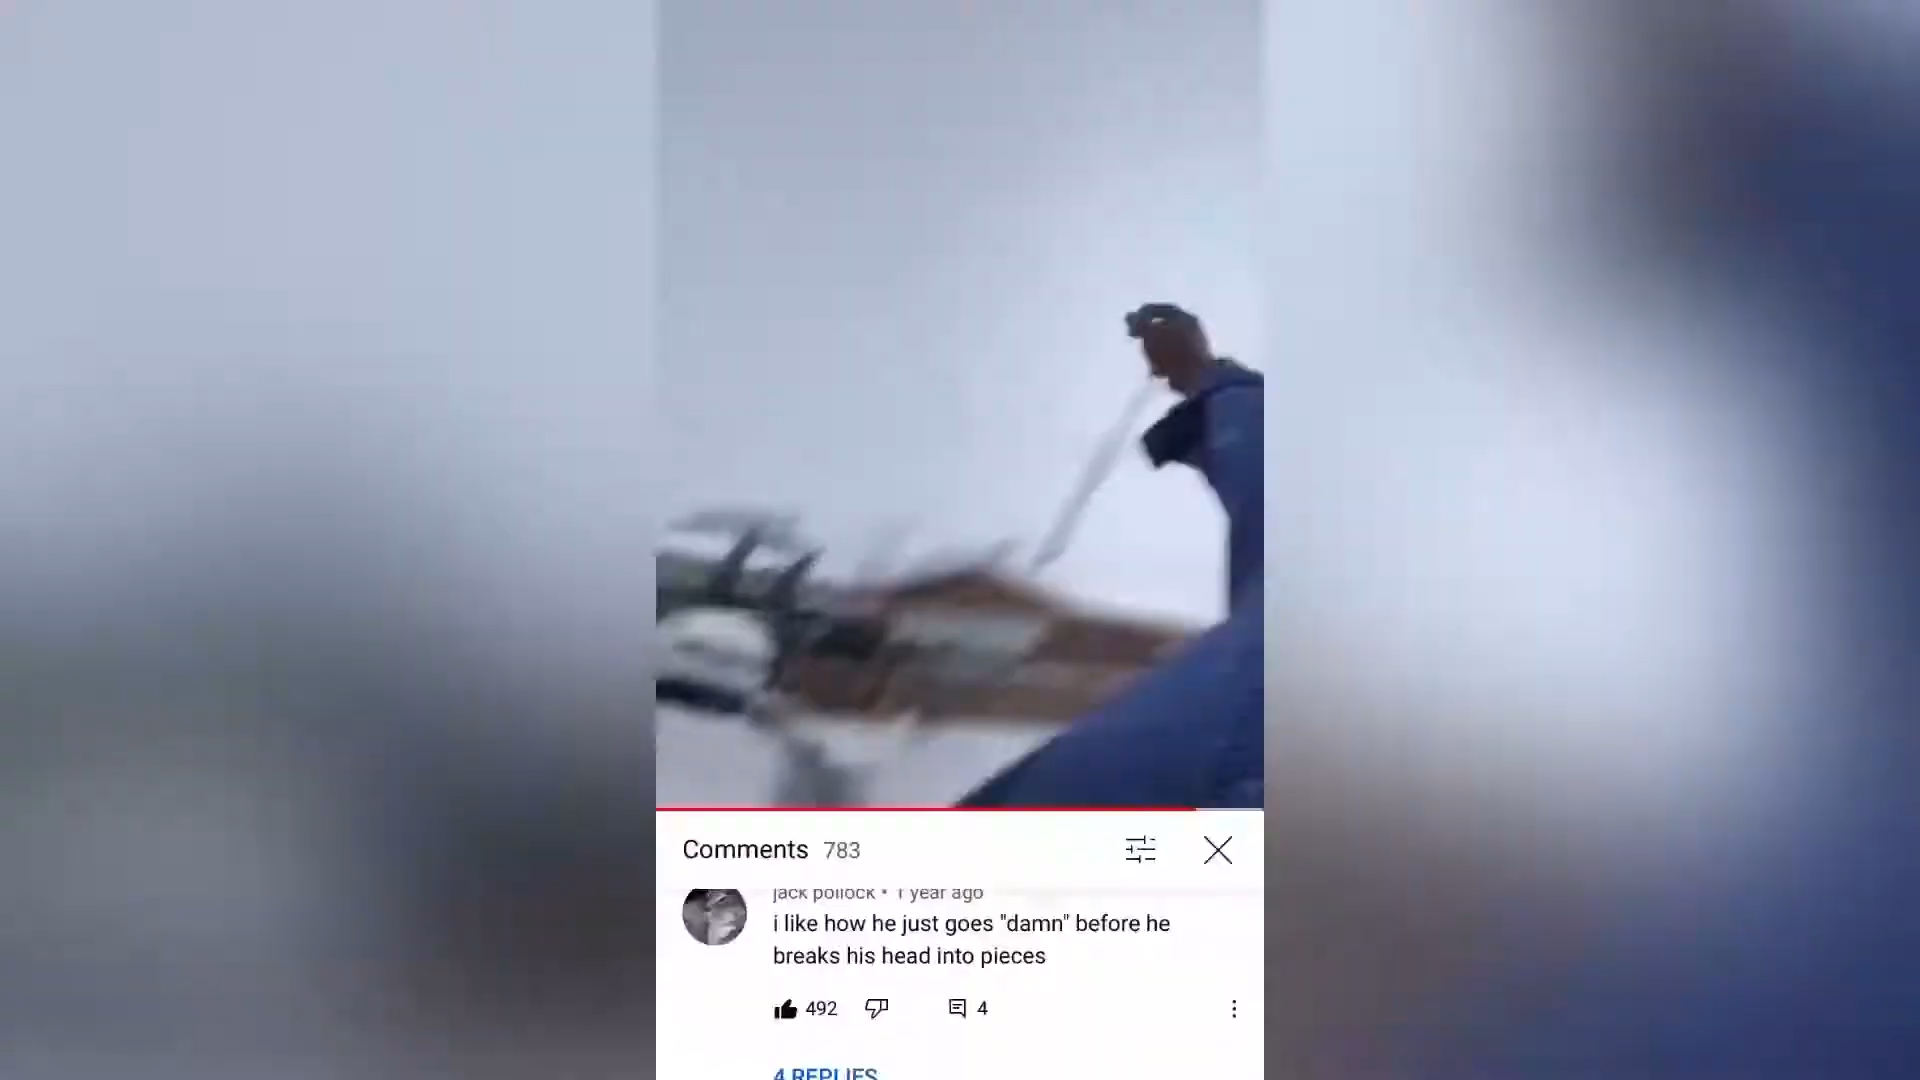 Comments 783
jack pollock • 1 year ago
i like how he just goes "damn" before he
breaks his head into pieces
492 4
4 REPLIES